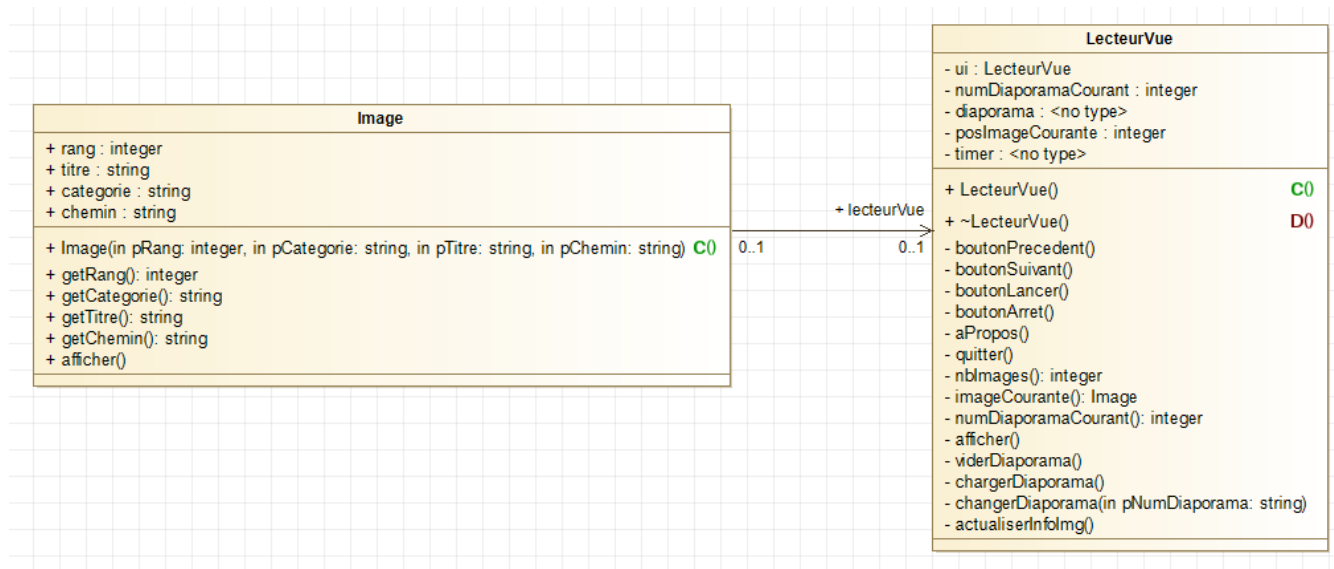 Image
+ rang : integer
+ titre : string
+ categorie : string
+ chemin : string
+ Image(in pRang: integer, in pCategorie: string, in pTitre: string, in pChemin: string) C()
+ getRang(): integer
+ getCategorie(): string
+ getTitre(): string
+ getChemin(): string
+ afficher()
+ lecteurVue
0..1
0..1
LecteurVue
- ui : LecteurVue
- numDiaporamaCourant : integer
- diaporama : <no type>
- posImageCourante : integer
- timer : <no type>
+ LecteurVue() C()
+ ~LecteurVue() D()
- boutonPrecedent()
- boutonSuivant()
- boutonLancer()
- boutonArret()
- aPropos()
- quitter()
- nbImages(): integer
- imageCourante(): Image
- numDiaporamaCourant(): integer
- afficher()
- viderDiaporama()
- chargerDiaporama()
- changerDiaporama(in pNumDiaporama: string)
- actualiserInfoImg()